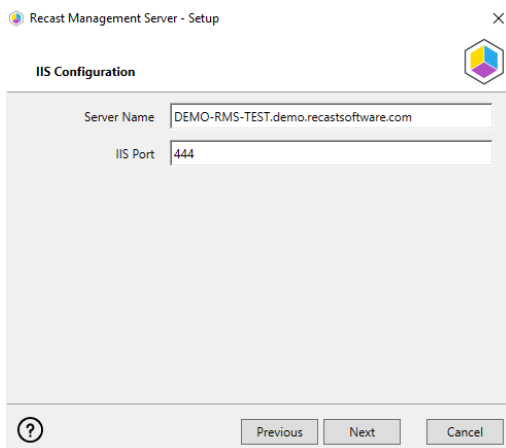 Recast Management Server - Setup
IIS Configuration
Server Name DEMO-RMS-TEST.demo.recastsoftware.com
IIS Port 444
? Previous Next Cancel